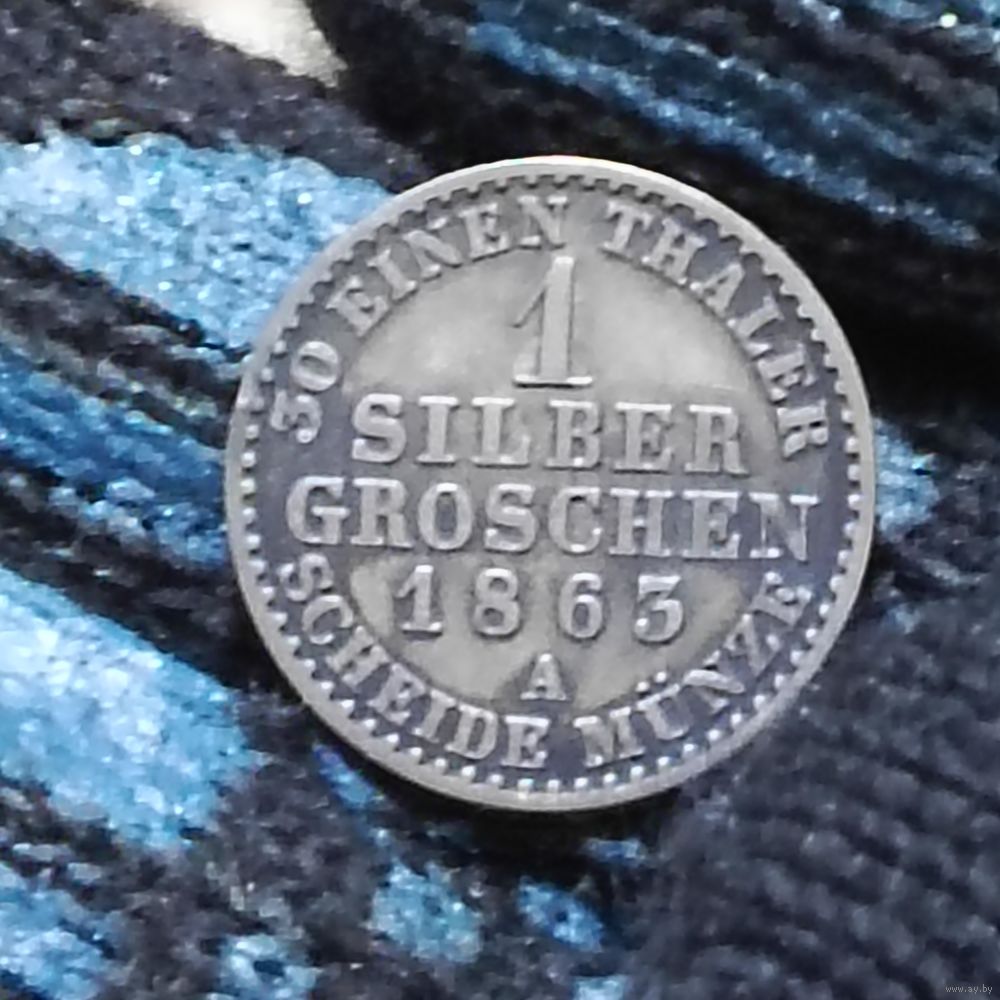 30 EINEN THALER
1
SILBER
GROSCHEN
1863
A
SCHEIDE MÜNZE
www.ay.by